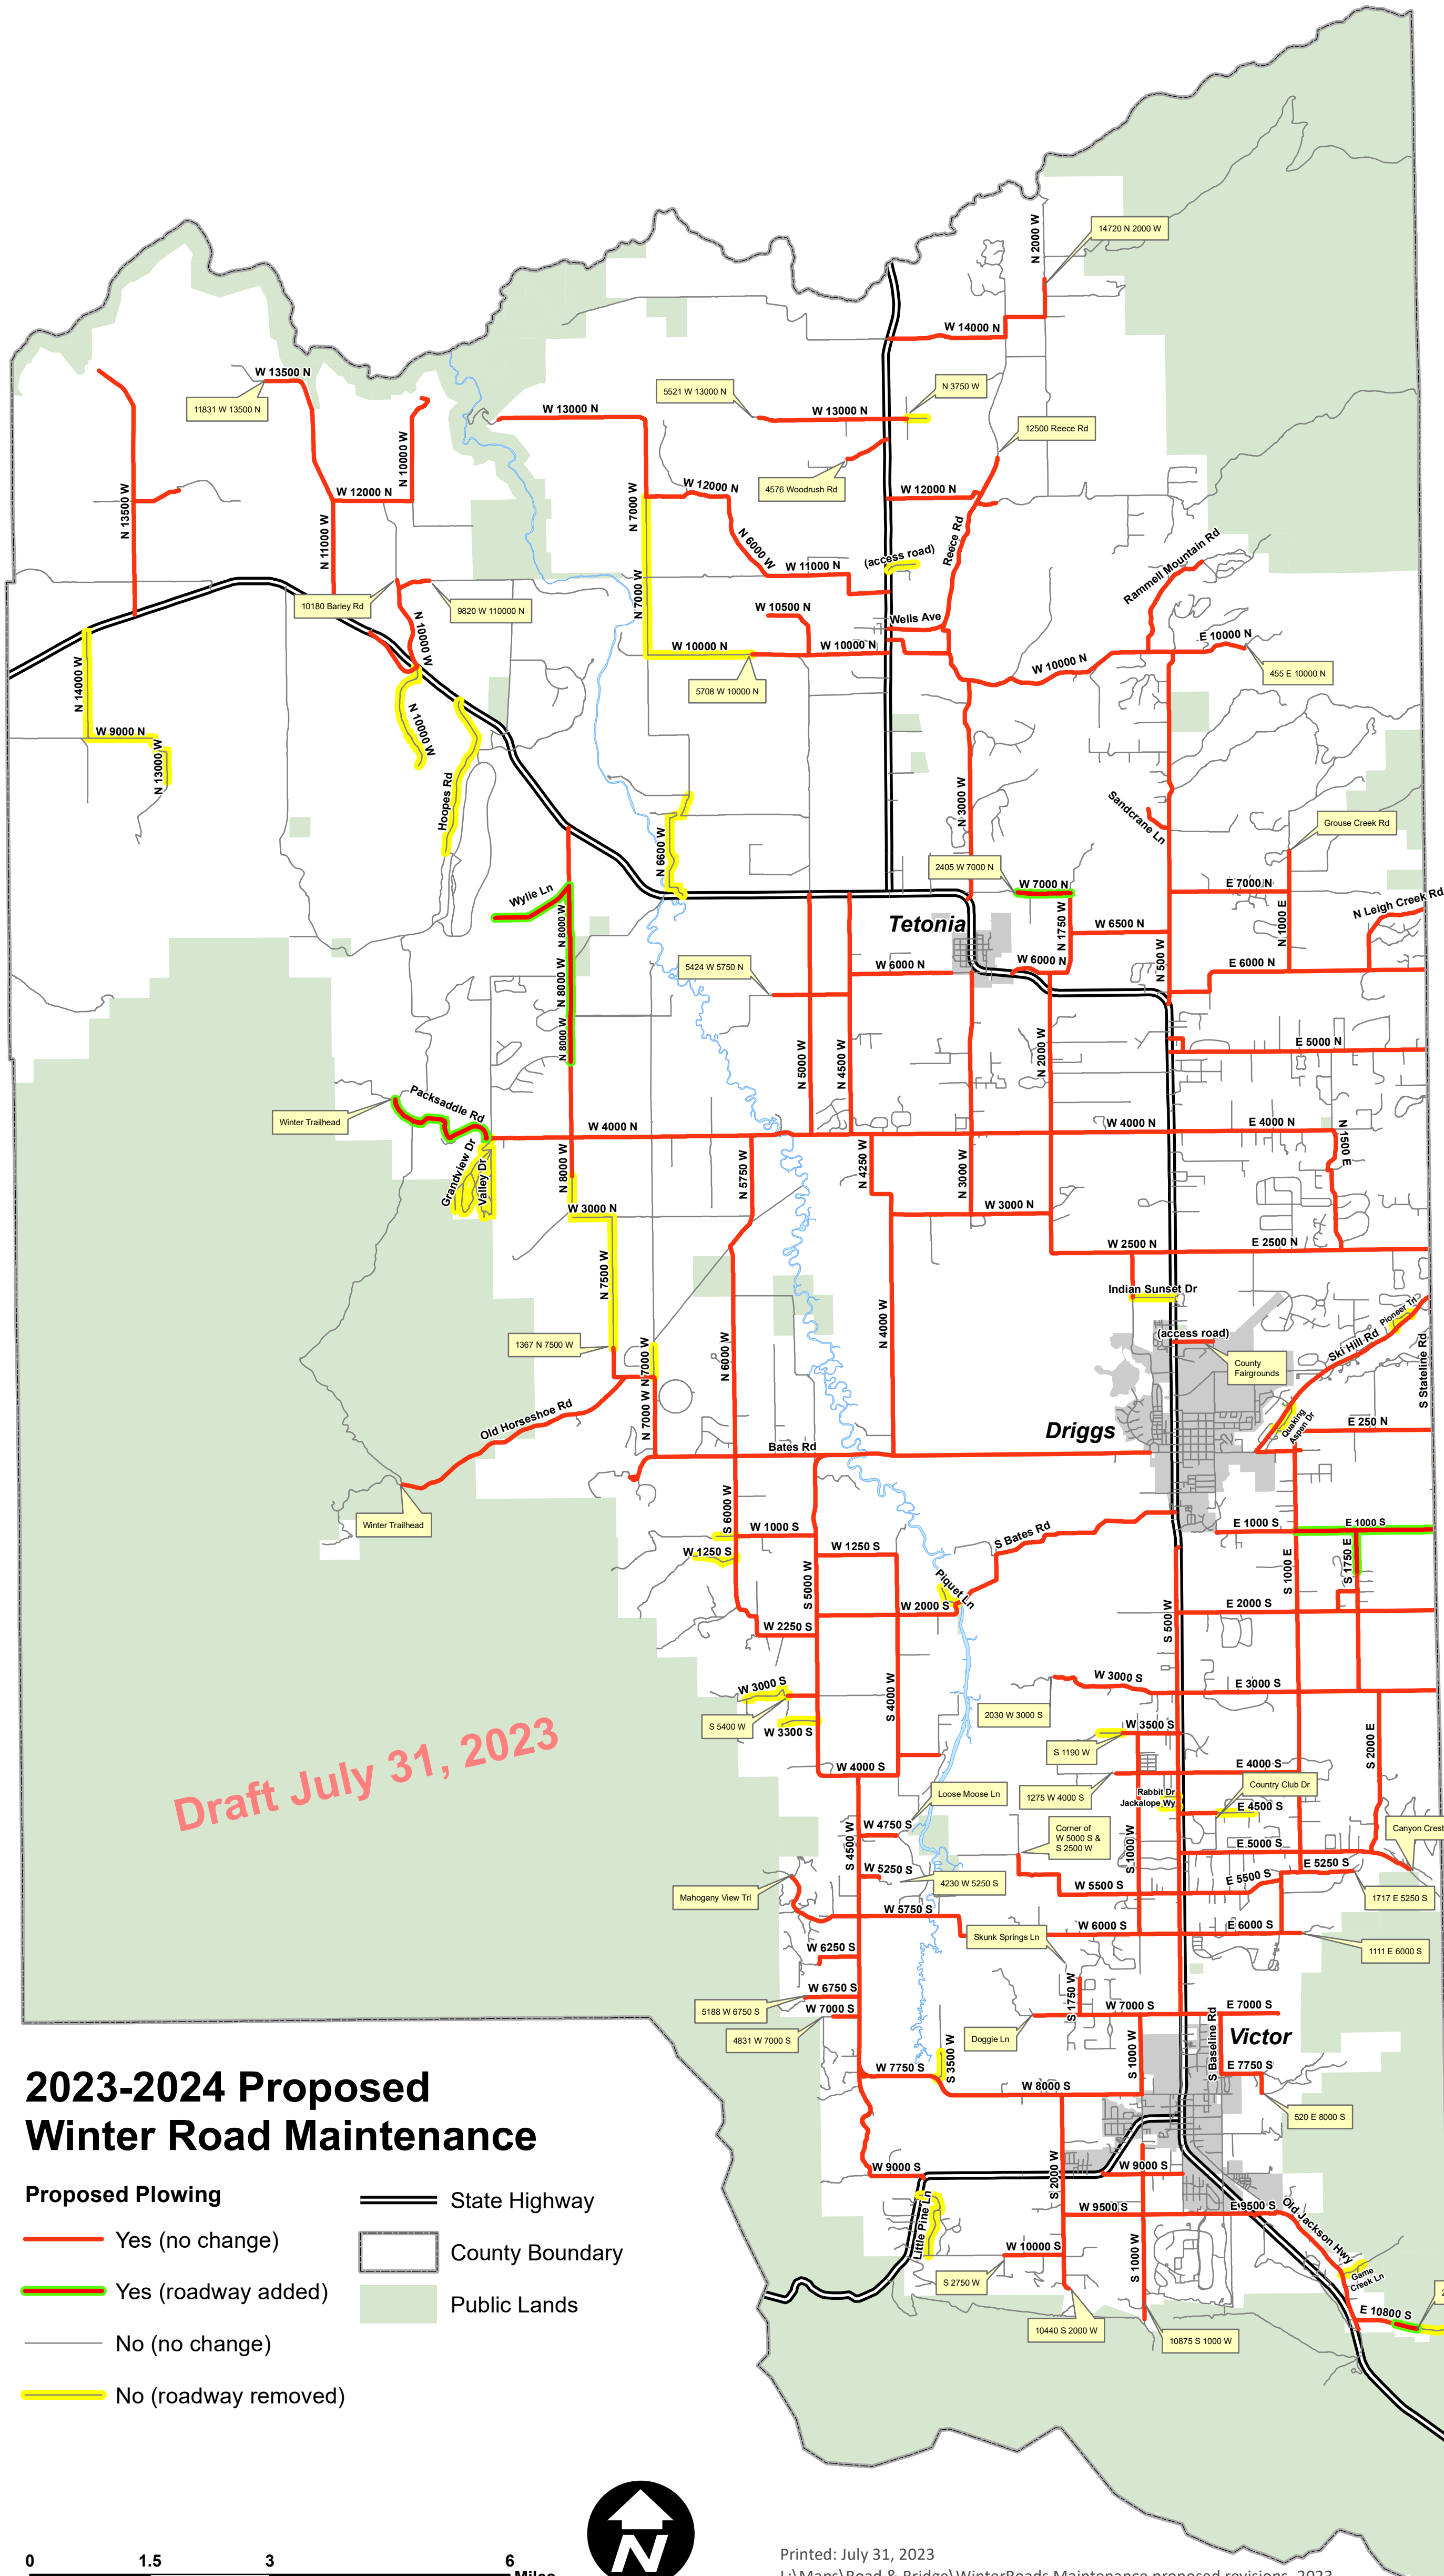 N 2000 W
14720 N 2000 W
W 14000 N
W 13500 N
11831 W 13500 N
5521 W 13000 N
N 3750 W
W 13000 N
W 13000 N
12500 Reece Rd
N 10000 W
4576 Woodrush Rd
W 12000 N
W 12000 N
W 12000 N
N 13500 W
N 11000 W
N 7000 W
N 6000 W
(access road)
Reece Rd
Rammell Mountain Rd
W 11000 N
10180 Barley Rd
9820 W 110000 N
N 7000 W
W 10500 N
Wells Ave
N 10000 W
W 10000 N
W 10000 N
W 10000 N
E 10000 N
455 E 10000 N
5708 W 10000 N
N 14000 W
W 9000 N
N 13000 W
N 10000 W
Hoopes Rd
N 6600 W
N 3000 W
Sandcrane Ln
Grouse Creek Rd
2405 W 7000 N
W 7000 N
E 7000 N
Wylie Ln
N 8000 W
Tetonia
N 1750 W
W 6500 N
N 1000 E
N Leigh Creek Rd
N 500 W
5424 W 5750 N
W 6000 N
W 6000 N
E 6000 N
N 8000 W
N 8000 W
N 5000 W
N 4500 W
N 2000 W
E 5000 N
Packsaddle Rd
Winter Trailhead
W 4000 N
W 4000 N
E 4000 N
N 1500 E
Grandview Dr
Valley Dr
N 8000 W
N 5750 W
N 4250 W
N 3000 W
W 3000 N
W 3000 N
W 2500 N
E 2500 N
N 7500 W
Indian Sunset Dr
Pioneer Trl
(access road)
Ski Hill Rd
S Stateline Rd
1367 N 7500 W
N 7000 W
N 6000 W
N 4000 W
County
Fairgrounds
N 7000 W
Old Horseshoe Rd
Driggs
Quaking
Aspen Dr
E 250 N
Bates Rd
Winter Trailhead
S 6000 W
W 1000 S
S Bates Rd
E 1000 S
E 1000 S
W 1250 S
W 1250 S
S 5000 W
Piquet Ln
S 1000 E
S 1750 E
W 2000 S
E 2000 S
W 2250 S
S 500 W
W 3000 S
W 3000 S
E 3000 S
S 5400 W
W 3300 S
S 4000 W
2030 W 3000 S
W 3500 S
S 1190 W
S 2000 E
Draft July 31, 2023
W 4000 S
E 4000 S
Loose Moose Ln
1275 W 4000 S
Rabbit Dr
Jackalope Wy
Country Club Dr
E 4500 S
S 4500 W
W 4750 S
Corner of
W 5000 S &
S 2500 W
S 1000 W
E 5000 S
Canyon Crest
W 5250 S
4230 W 5250 S
W 5500 S
E 5500 S
E 5250 S
1717 E 5250 S
Mahogany View Trl
W 5750 S
Skunk Springs Ln
W 6000 S
E 6000 S
1111 E 6000 S
W 6250 S
W 6750 S
5188 W 6750 S
W 7000 S
4831 W 7000 S
S 1750 W
W 7000 S
E 7000 S
Doggie Ln
S 1000 W
S Baseline Rd
Victor
W 7750 S
S 3500 W
E 7750 S
W 8000 S
520 E 8000 S
2023-2024 Proposed
Winter Road Maintenance
W 9000 S
S 2000 W
W 9000 S
Proposed Plowing
State Highway
Little Pine Ln
W 9500 S
E 9500 S
Old Jackson Hwy
Yes (no change)
County Boundary
W 10000 S
S 1000 W
Game
Creek Ln
S 2750 W
Yes (roadway added)
Public Lands
E 10800 S
10440 S 2000 W
10875 S 1000 W
No (no change)
No (roadway removed)
N
0 1.5 3 6
Miles
Printed: July 31, 2023
L:\Maps\Road & Bridge\WinterRoads Maintenance proposed revisions, 2023